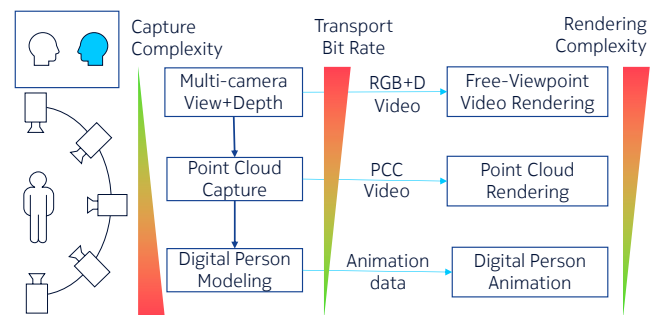 Capture
Complexity
Transport
Bit Rate
Rendering
Complexity
Multi-camera
View+Depth
RGB+D
Video
Free-Viewpoint
Video Rendering
Point Cloud
Capture
PCC
Video
Point Cloud
Rendering
Digital Person
Modeling
Animation
data
Digital Person
Animation